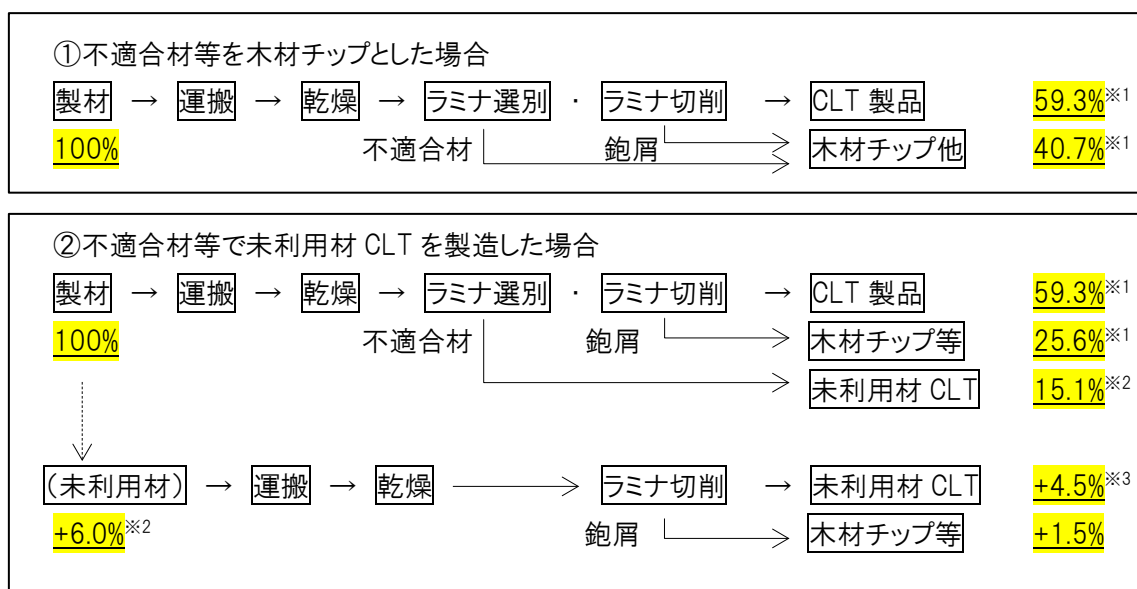 ①不適合材等を木材チップとした場合
製材 → 運搬 → 乾燥 → ラミナ選別 ・ ラミナ切削 → CLT 製品 59.3%※1
100% 不適合材 鉋屑 木材チップ他 40.7%※1
②不適合材等で未利用材 CLT を製造した場合
製材 → 運搬 → 乾燥 → ラミナ選別 ・ ラミナ切削 → CLT 製品 59.3%※1
100% 不適合材 鉋屑 木材チップ等 25.6%※1
未利用材 CLT 15.1%※2
(未利用材) → 運搬 → 乾燥 ラミナ切削 → 未利用材 CLT +4.5%※3
+6.0%※2 鉋屑 木材チップ等 +1.5%